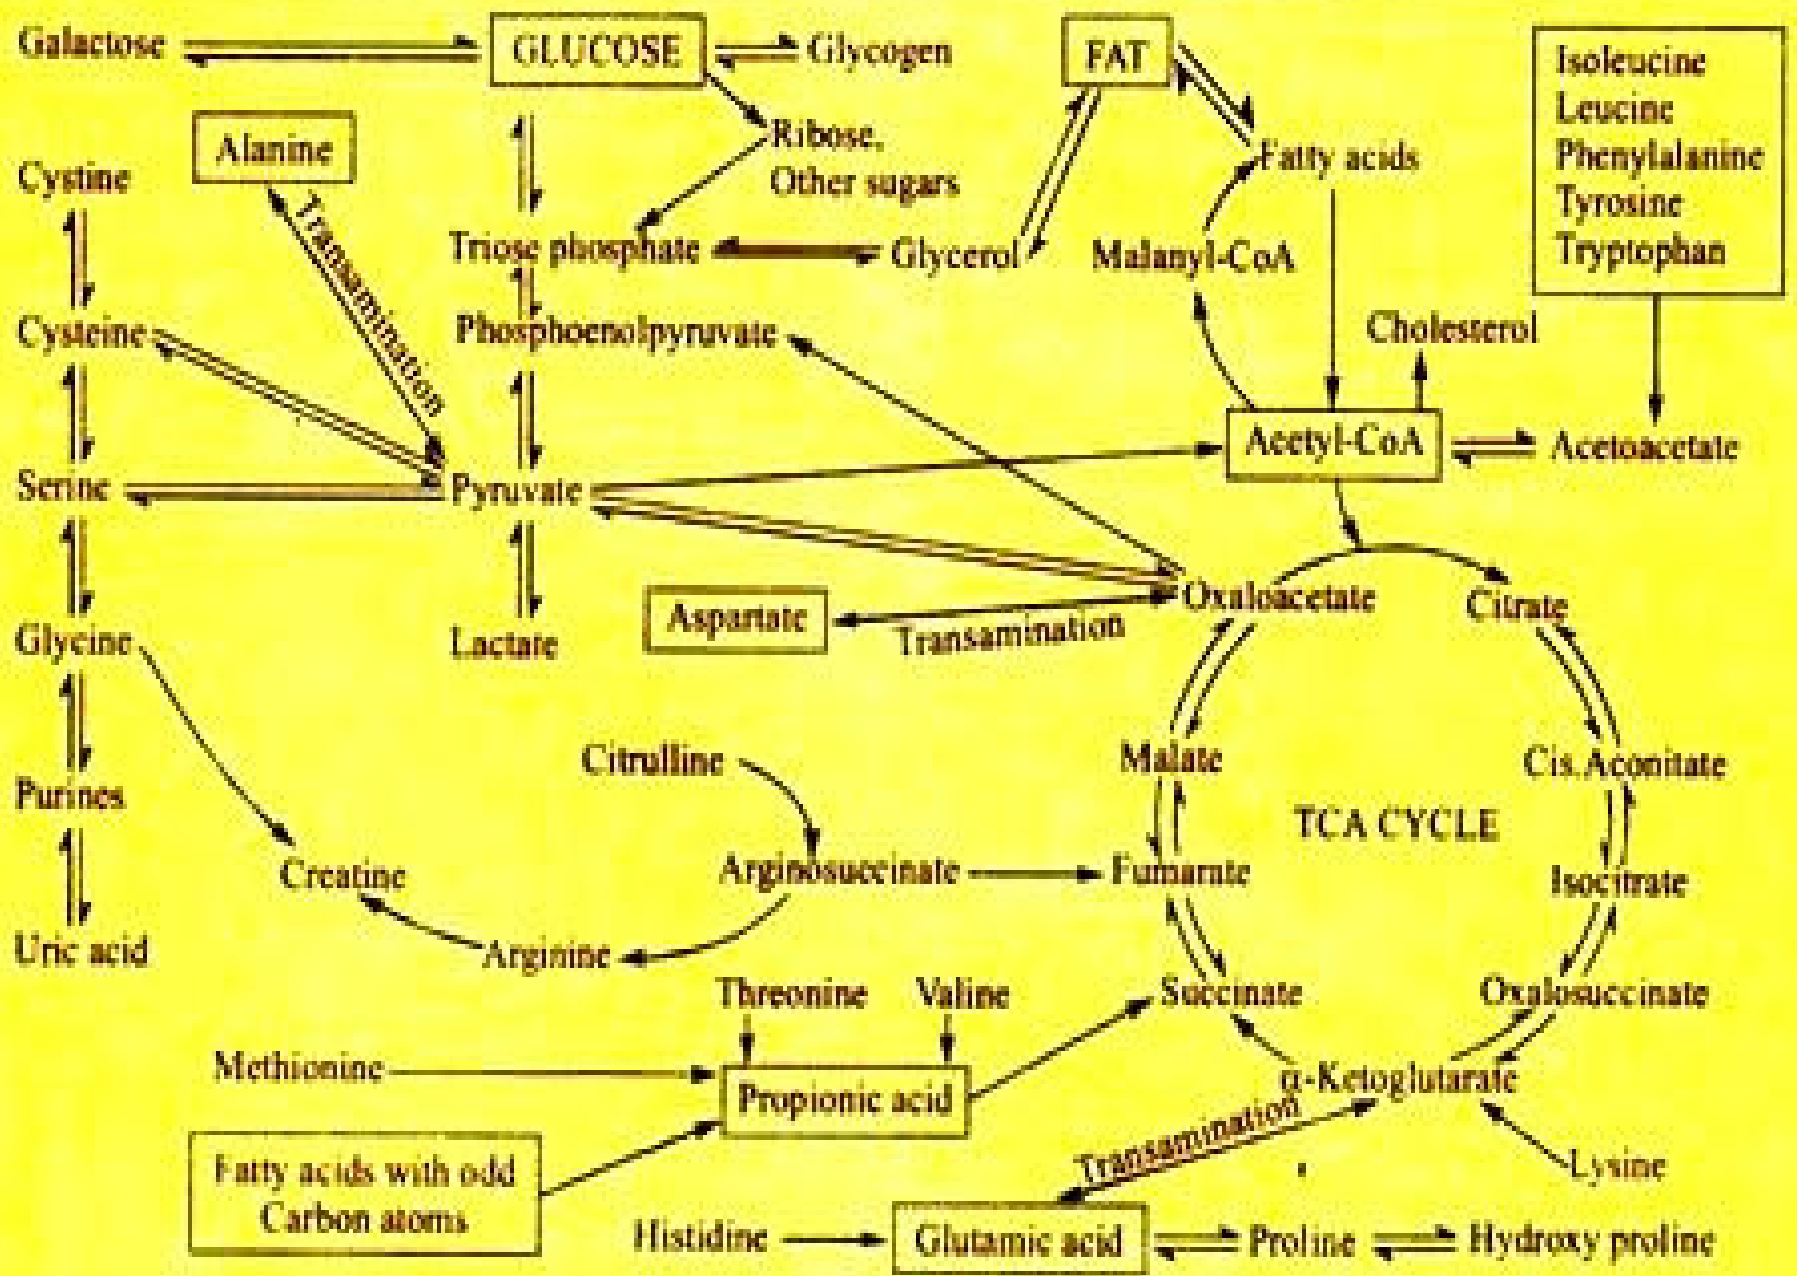 Galactose
GLUCOSE
Glycogen
FAT
Isoleucine
Leucine
Phenylalanine
Tyrosine
Tryptophan
Alanine
Ribose,
Other sugars
Fatty acids
Cystine
Transamination
Triose phosphate
Glycerol
Malanyl-CoA
Cysteine
Phosphoenolpyruvate
Cholesterol
Acetyl-CoA
Acetoacetate
Serine
Pyruvate
Oxaloacetate
Citrate
Aspartate
Transamination
Glycine
Lactate
Citrulline
Malate
Cis.Aconitate
Purines
TCA CYCLE
Creatine
Arginosuccinate
Fumarate
Isocitrate
Uric acid
Arginine
Threonine
Valine
Succinate
Oxalosuccinate
Methionine
Propionic acid
α-Ketoglutarate
Transamination
Fatty acids with odd
Carbon atoms
Lysine
Histidine
Glutamic acid
Proline
Hydroxy proline